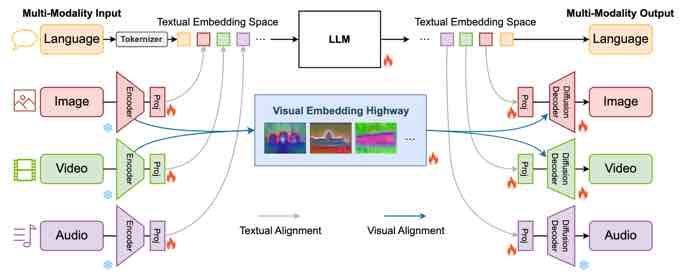 Multi-Modality Input
Textual Embedding Space
Textual Embedding Space
Multi-Modality Output
Language
Tokernizer
...
LLM
...
Language
Image
Encoder
Proj
Visual Embedding Highway
...
Proj
Diffusion
Decoder
Image
Video
Encoder
Proj
Proj
Diffusion
Decoder
Video
Audio
Encoder
Proj
Textual Alignment
Visual Alignment
Proj
Diffusion
Decoder
Audio